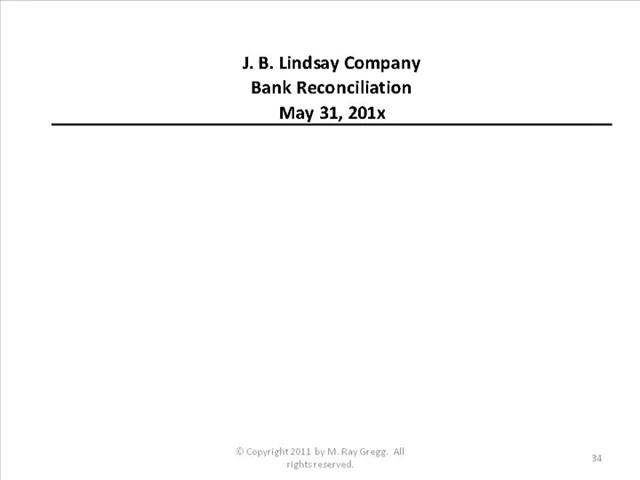 J. B. Lindsay Company
Bank Reconciliation
May 31, 201x
© Copyright 2011 by M. Ray Gregg. All
rights reserved.
34